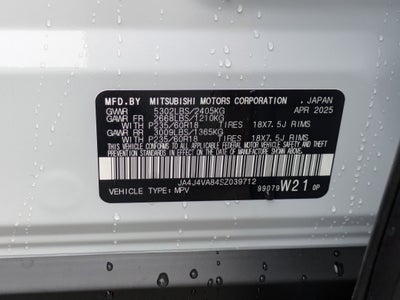 MFD.BY MITSUBISHI MOTORS CORPORATION, JAPAN
GVWR 5302LBS/2405KG APR 2025
GAWR FR 2668LBS/1210KG
WITH P235/60R18 TIRES 18X7.5J RIMS
GAWR RR 3009LBS/1365KG
WITH P235/60R18 TIRES 18X7.5J RIMS
THIS VEHICLE CONFORMS TO ALL APPLICABLE FEDERAL
MOTOR VEHICLE SAFETY AND THEFT PREVENTION STANDARDS
IN EFFECT ON THE DATE OF MANUFACTURE SHOWN ABOVE.
JA4J4VA84SZ039712
VEHICLE TYPE:MPV 99079 W21 0P